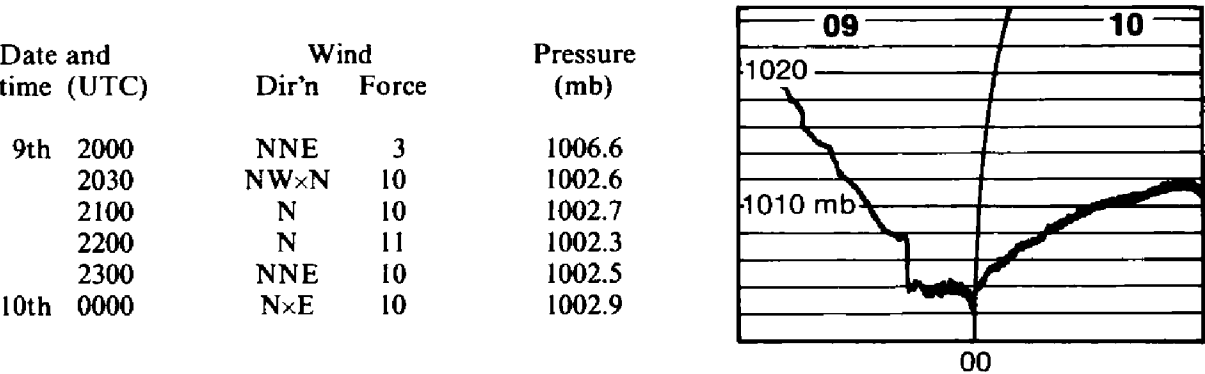 Date and Wind Pressure
time (UTC) Dir'n Force (mb)
9th 2000 NNE 3 1006.6
2030 NW×N 10 1002.6
2100 N 10 1002.7
2200 N 11 1002.3
2300 NNE 10 1002.5
10th 0000 N×E 10 1002.9
09 10
1020
1010 mb
00